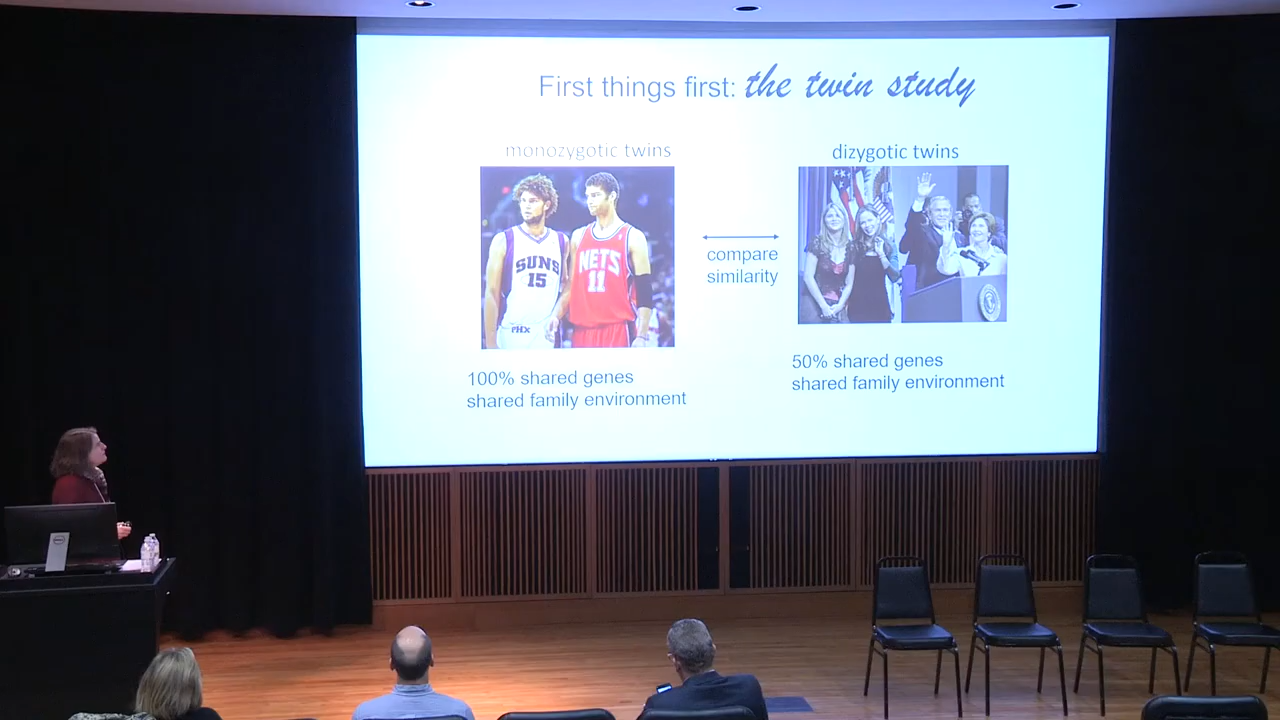 First things first: the twin study
monozygotic twins
dizygotic twins
SUNS
15
PHX
NETS
11
compare
similarity
100% shared genes
shared family environment
50% shared genes
shared family environment
DELL